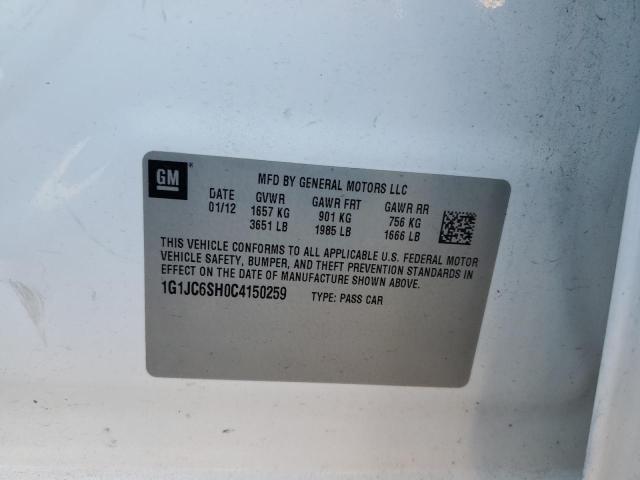 GM
MFD BY GENERAL MOTORS LLC
DATE GVWR GAWR FRT GAWR RR
01/12 1657 KG 901 KG 756 KG
3651 LB 1985 LB 1666 LB
THIS VEHICLE CONFORMS TO ALL APPLICABLE U.S. FEDERAL MOTOR
VEHICLE SAFETY, BUMPER, AND THEFT PREVENTION STANDARDS IN
EFFECT ON THE DATE OF MANUFACTURE SHOWN ABOVE.
1G1JC6SH0C4150259 TYPE: PASS CAR